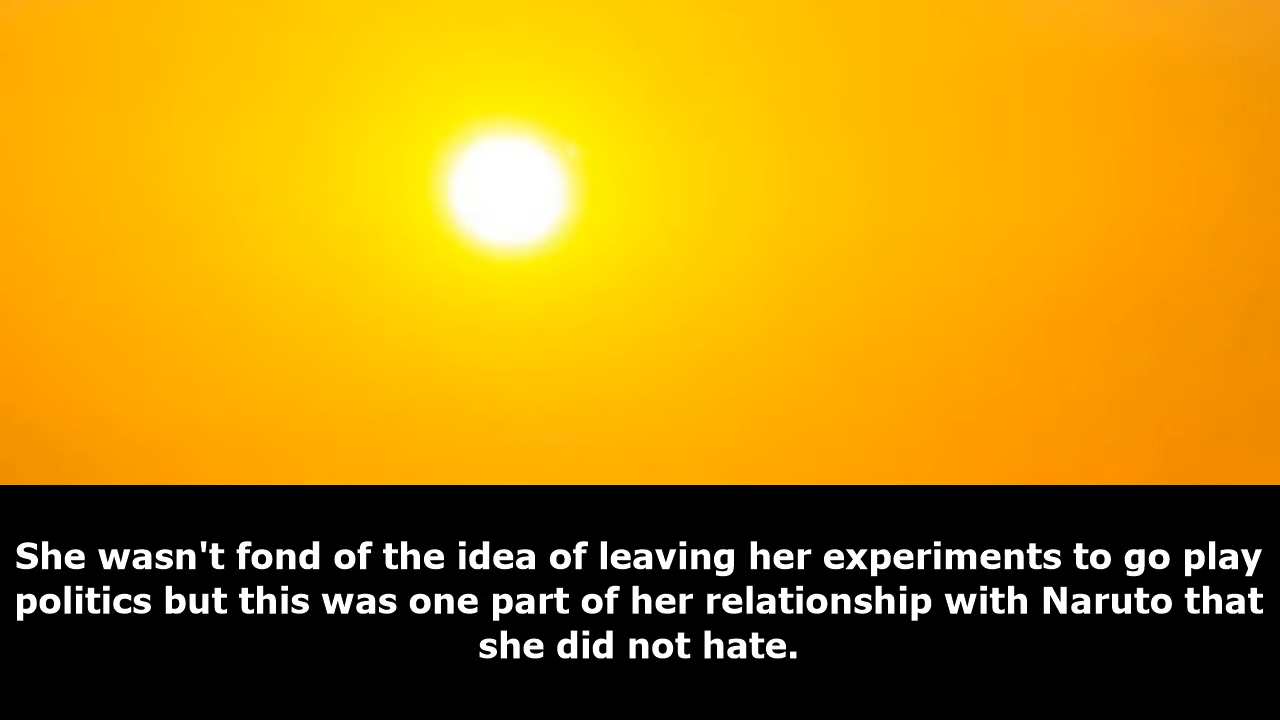 She wasn't fond of the idea of leaving her experiments to go play
politics but this was one part of her relationship with Naruto that
she did not hate.